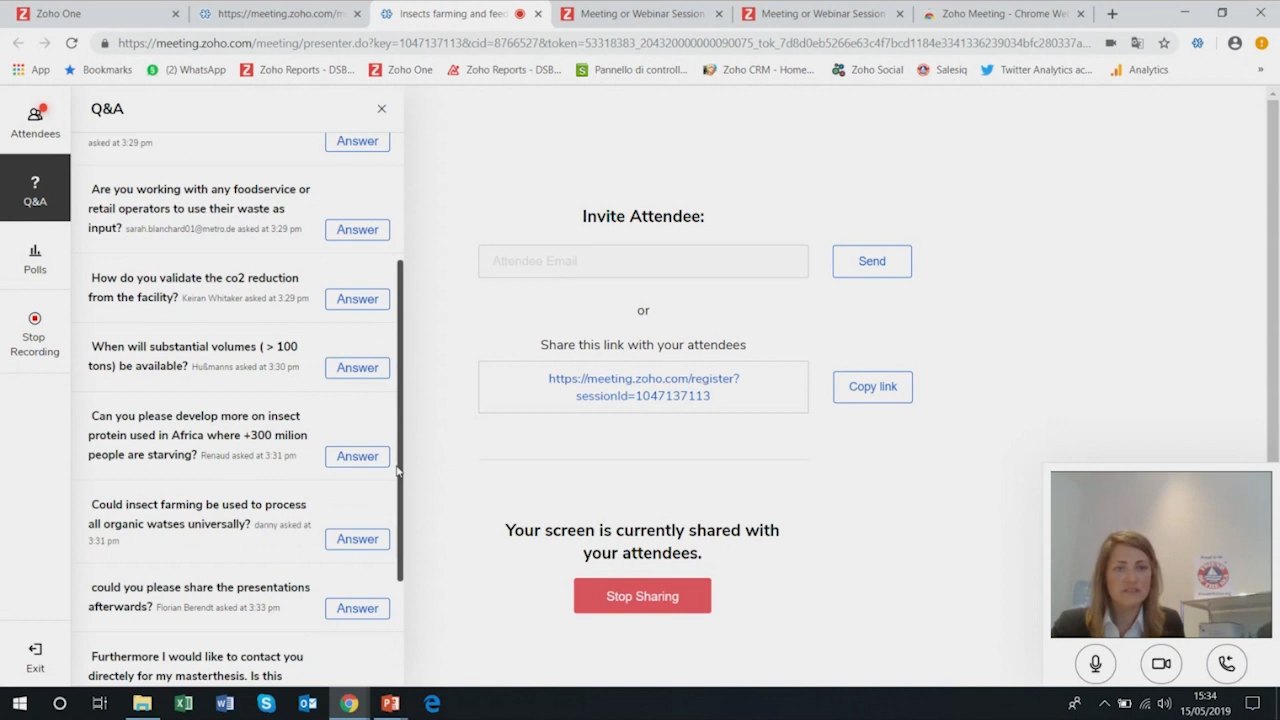 Zoho One
https://meeting.zoho.com/m
Insects farming and feed
Meeting or Webinar Session
Meeting or Webinar Session
Zoho Meeting - Chrome We
https://meeting.zoho.com/meeting/presenter.do?key=1047137113&cid=8766527&token=53318383_204320000000090075_tok_7d8d0eb5266e63c4f7bcd1184e3341336239034bfc280337a...
App
Bookmarks
(2) WhatsApp
Zoho Reports - DSB...
Zoho One
Zoho Reports - DSB...
Pannello di controll...
Zoho CRM - Home...
Zoho Social
Salesiq
Twitter Analytics ac...
Analytics
»
Attendees
Q&A
Polls
Stop
Recording
Exit
Q&A
asked at 3:29 pm
Answer
Are you working with any foodservice or
retail operators to use their waste as
input? sarah.blanchard01@metro.de asked at 3:29 pm
Answer
How do you validate the co2 reduction
from the facility? Keiran Whitaker asked at 3:29 pm
Answer
When will substantial volumes ( > 100
tons) be available? Hußmanns asked at 3:30 pm
Answer
Can you please develop more on insect
protein used in Africa where +300 milion
people are starving? Renaud asked at 3:31 pm
Answer
Could insect farming be used to process
all organic watses universally? danny asked at
3:31 pm
Answer
could you please share the presentations
afterwards? Florian Berendt asked at 3:33 pm
Answer
Furthermore I would like to contact you
directely for my masterthesis. Is this
Invite Attendee:
Attendee Email
Send
or
Share this link with your attendees
https://meeting.zoho.com/register?
sessionId=1047137113
Copy link
Your screen is currently shared with
your attendees.
Stop Sharing
15:34
15/05/2019